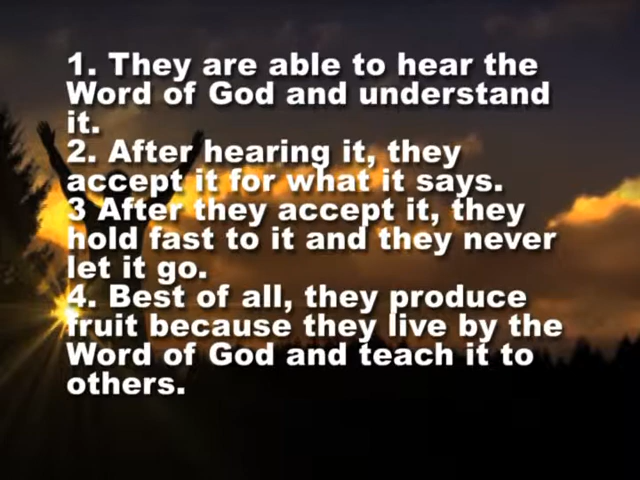 1. They are able to hear the
Word of God and understand
it.
2. After hearing it, they
accept it for what it says.
3 After they accept it, they
hold fast to it and they never
let it go.
4. Best of all, they produce
fruit because they live by the
Word of God and teach it to
others.